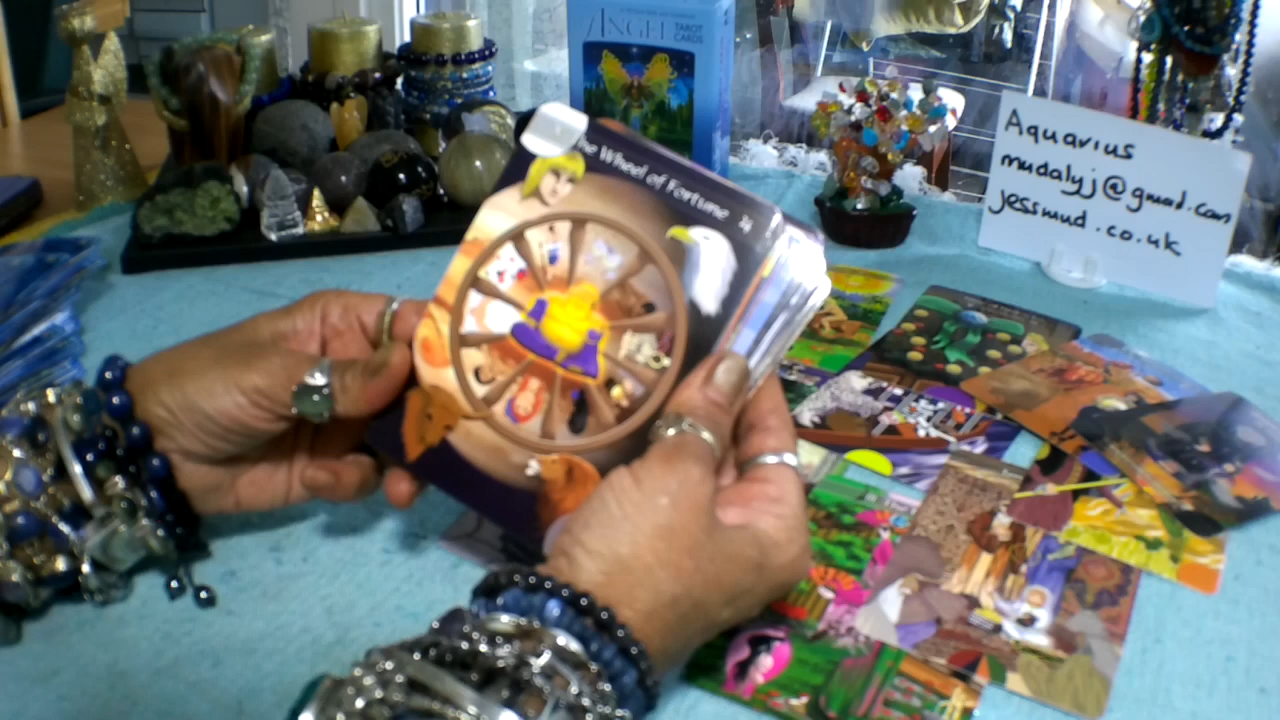 ANGEL
TAROT
CARDS
The Wheel of Fortune
Aquarius
mudalyj@gmail.com
jessmud.co.uk